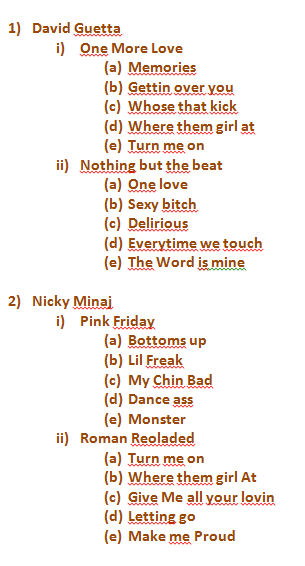 1) David Guetta
i) One More Love
(a) Memories
(b) Gettin over you
(c) Whose that kick
(d) Where them girl at
(e) Turn me on
ii) Nothing but the beat
(a) One love
(b) Sexy bitch
(c) Delirious
(d) Everytime we touch
(e) The Word is mine
2) Nicky Minaj
i) Pink Friday
(a) Bottoms up
(b) Lil Freak
(c) My Chin Bad
(d) Dance ass
(e) Monster
ii) Roman Reoladed
(a) Turn me on
(b) Where them girl At
(c) Give Me all your lovin
(d) Letting go
(e) Make me Proud